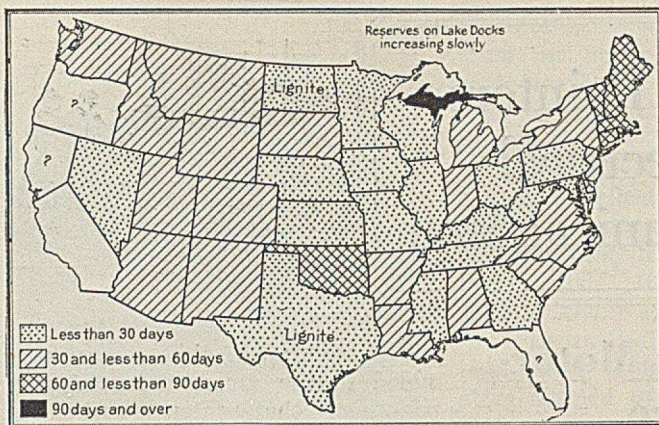 Reserves on Lake Docks
increasing slowly
Lignite
?
?
Lignite
Less than 30 days
30 and less than 60 days
60 and less than 90 days
90 days and over
?